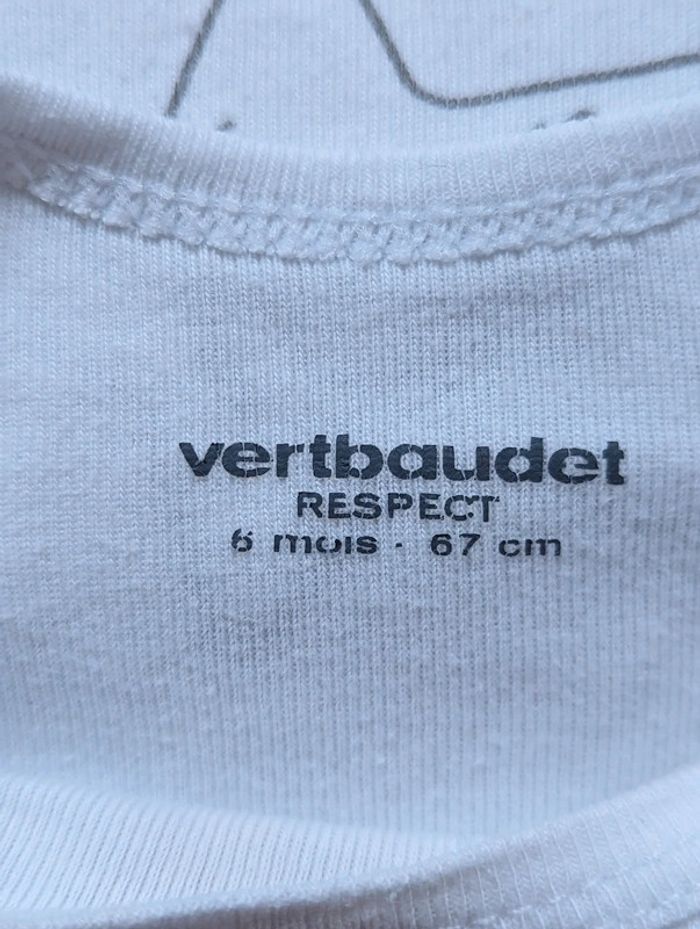 vertbaudet
RESPECT
6 mois · 67 cm